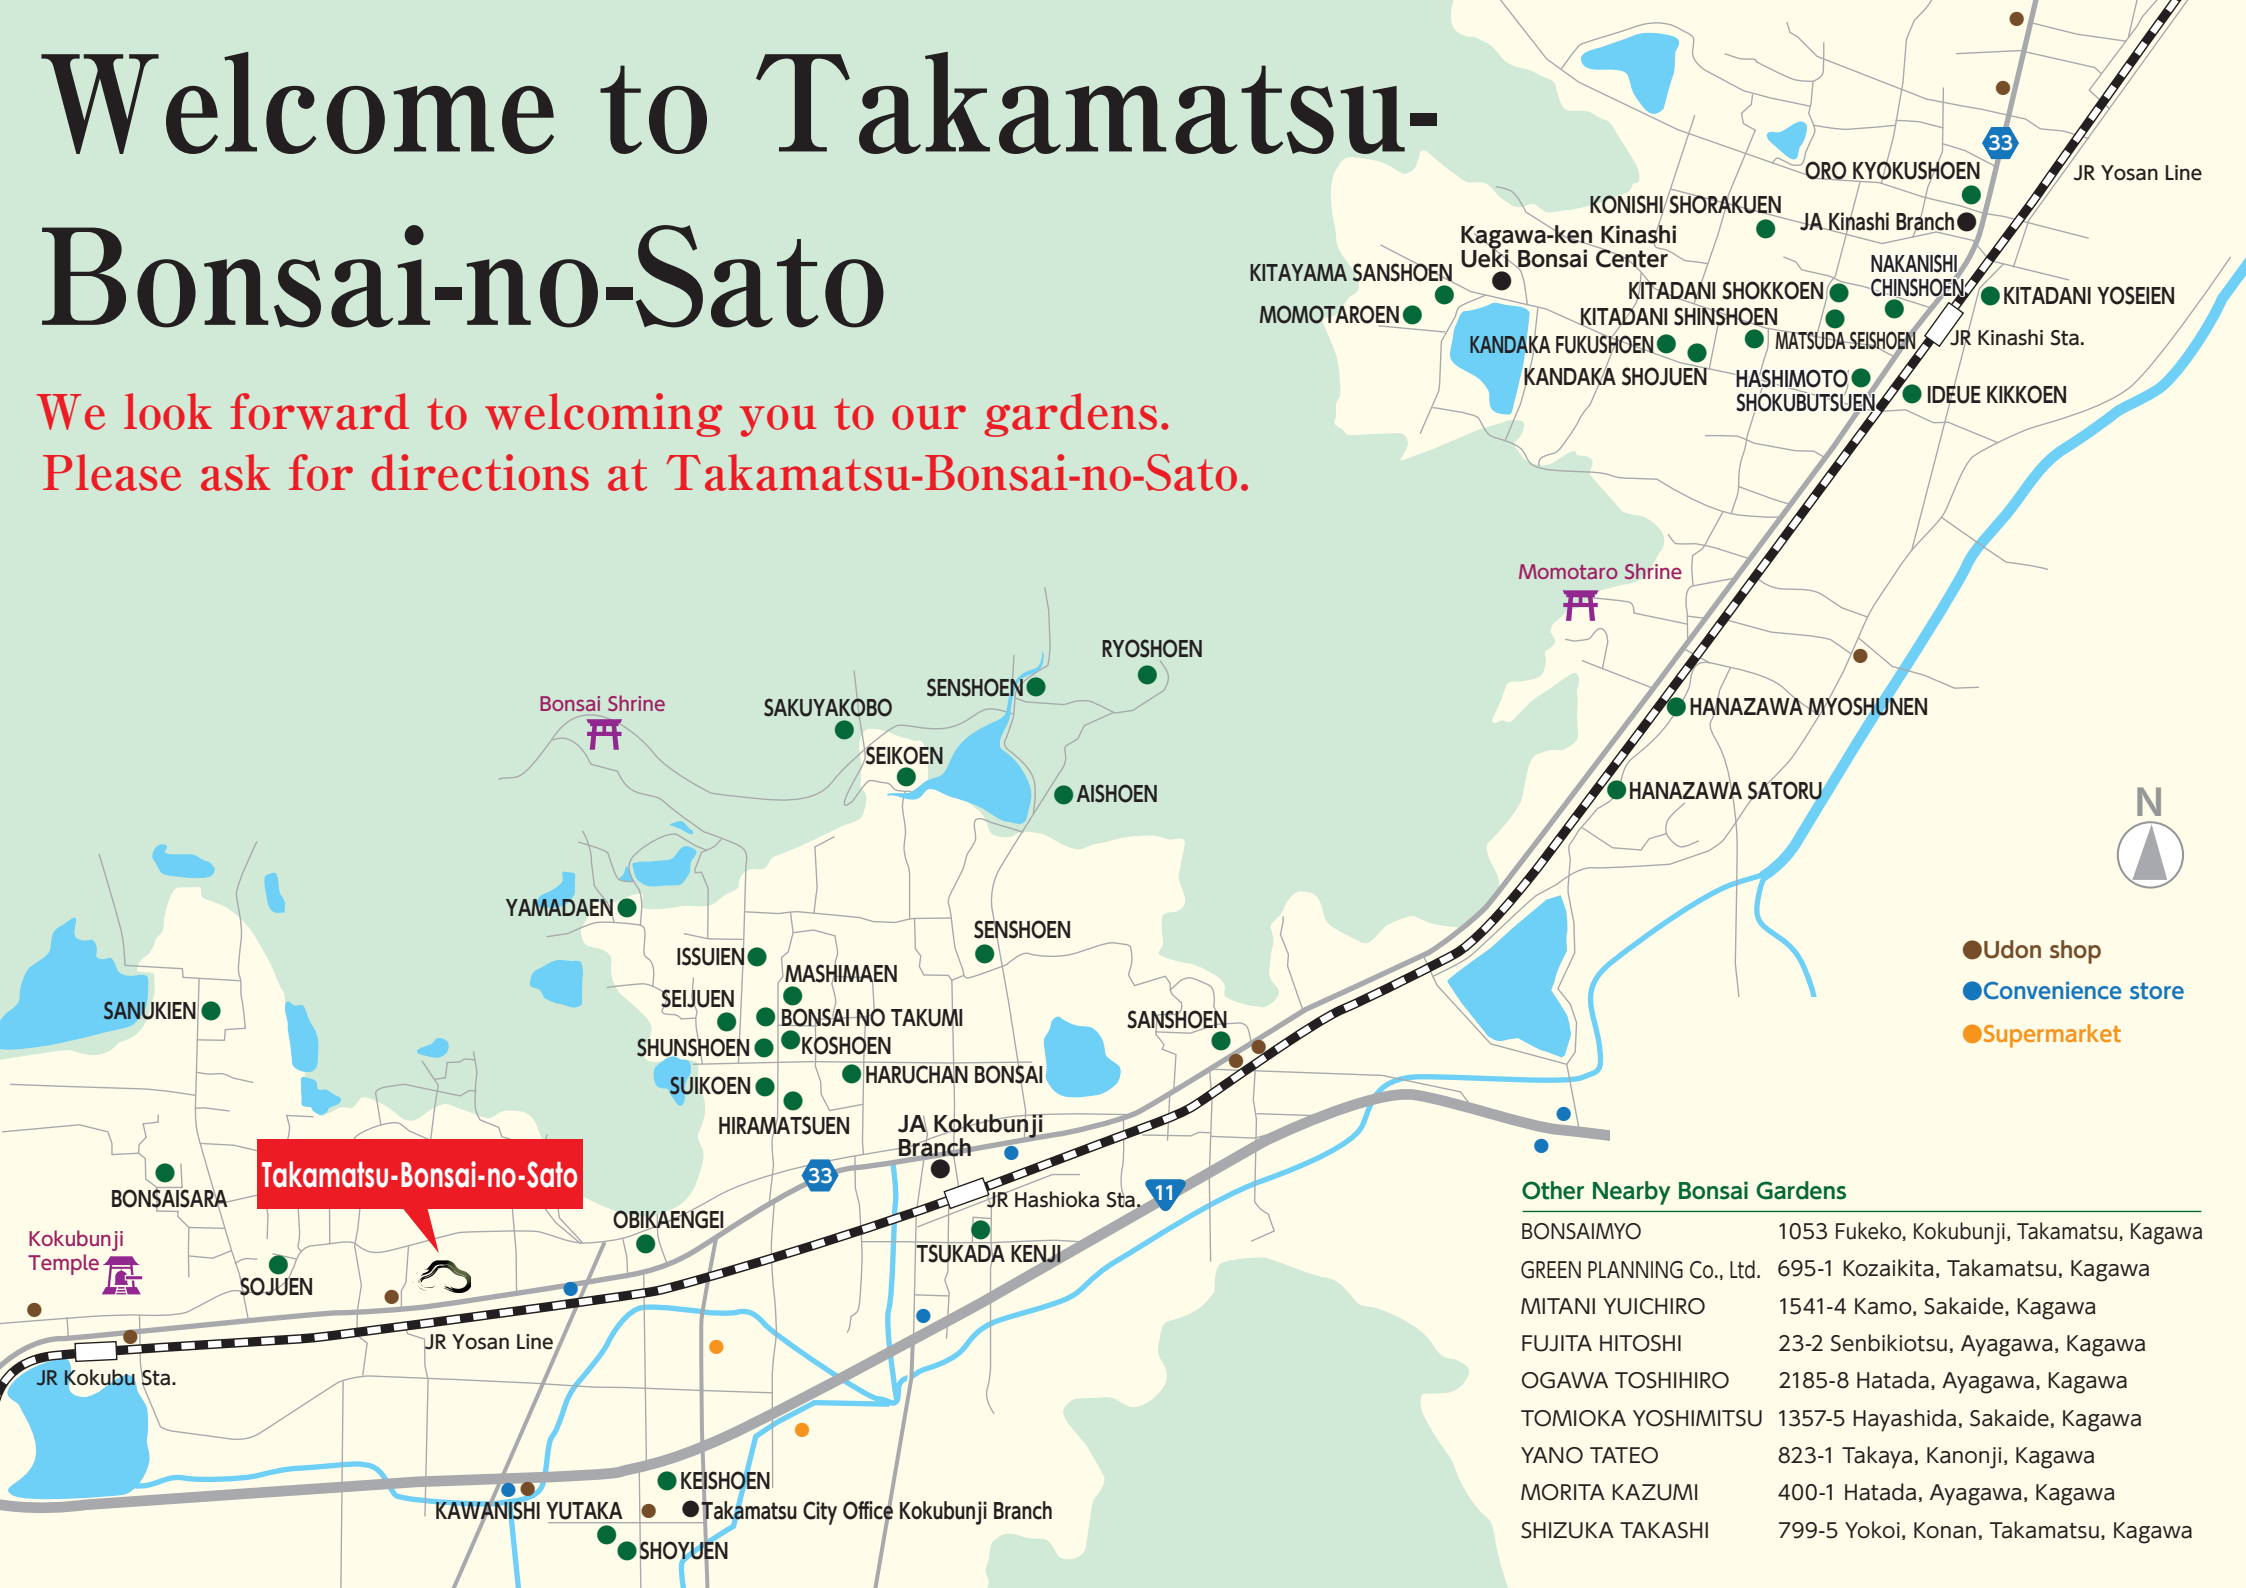 Welcome to Takamatsu-
Bonsai-no-Sato
We look forward to welcoming you to our gardens.
Please ask for directions at Takamatsu-Bonsai-no-Sato.
33
JR Yosan Line
ORO KYOKUSHOEN
KONISHI SHORAKUEN
JA Kinashi Branch
Kagawa-ken Kinashi
Ueki Bonsai Center
KITAYAMA SANSHOEN
MOMOTAROEN
NAKANISHI
CHINSHOEN
KITADANI SHOKKOEN
KITADANI YOSEIEN
KITADANI SHINSHOEN
MATSUDA SEISHOEN
JR Kinashi Sta.
KANDAKA FUKUSHOEN
KANDAKA SHOJUEN
HASHIMOTO
SHOKUBUTSUEN
IDEUE KIKKOEN
Momotaro Shrine
HANAZAWA MYOSHUNEN
HANAZAWA SATORU
RYOSHOEN
SENSHOEN
Bonsai Shrine
SAKUYAKOBO
SEIKOEN
AISHOEN
N
YAMADAEN
SENSHOEN
ISSUIEN
MASHIMAEN
SEIJUEN
BONSAI NO TAKUMI
SANUKIEN
SHUNSHOEN
KOSHOEN
SANSHOEN
SUIKOEN
HARUCHAN BONSAI
HIRAMATSUEN
JA Kokubunji
Branch
Udon shop
Convenience store
Supermarket
Takamatsu-Bonsai-no-Sato
33
11
BONSAISARA
JR Hashioka Sta.
OBIKAENGEI
Kokubunji
Temple
TSUKADA KENJI
SOJUEN
JR Yosan Line
JR Kokubu Sta.
KEISHOEN
KAWANISHI YUTAKA
Takamatsu City Office Kokubunji Branch
SHOYUEN
Other Nearby Bonsai Gardens
BONSAIMYO 1053 Fukeko, Kokubunji, Takamatsu, Kagawa
GREEN PLANNING Co., Ltd. 695-1 Kozaikita, Takamatsu, Kagawa
MITANI YUICHIRO 1541-4 Kamo, Sakaide, Kagawa
FUJITA HITOSHI 23-2 Senbikiotsu, Ayagawa, Kagawa
OGAWA TOSHIHIRO 2185-8 Hatada, Ayagawa, Kagawa
TOMIOKA YOSHIMITSU 1357-5 Hayashida, Sakaide, Kagawa
YANO TATEO 823-1 Takaya, Kanonji, Kagawa
MORITA KAZUMI 400-1 Hatada, Ayagawa, Kagawa
SHIZUKA TAKASHI 799-5 Yokoi, Konan, Takamatsu, Kagawa